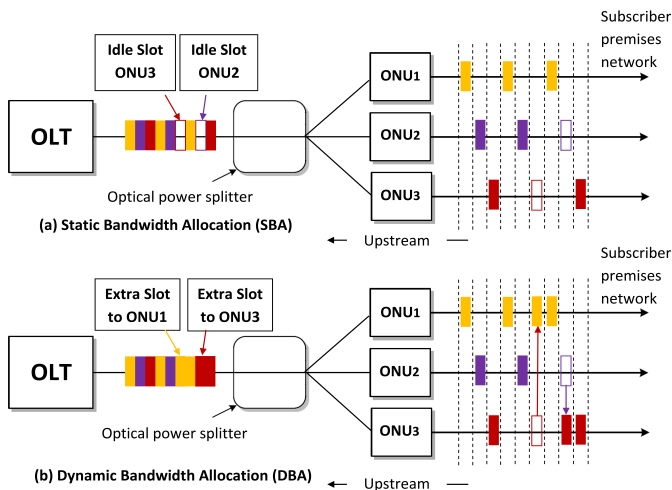 Idle Slot
ONU3
Idle Slot
ONU2
Subscriber
premises
network
OLT
ONU1
ONU2
ONU3
Optical power splitter
(a) Static Bandwidth Allocation (SBA)
Upstream
Extra Slot
to ONU1
Extra Slot
to ONU3
Subscriber
premises
network
OLT
ONU1
ONU2
ONU3
Optical power splitter
(b) Dynamic Bandwidth Allocation (DBA)
Upstream